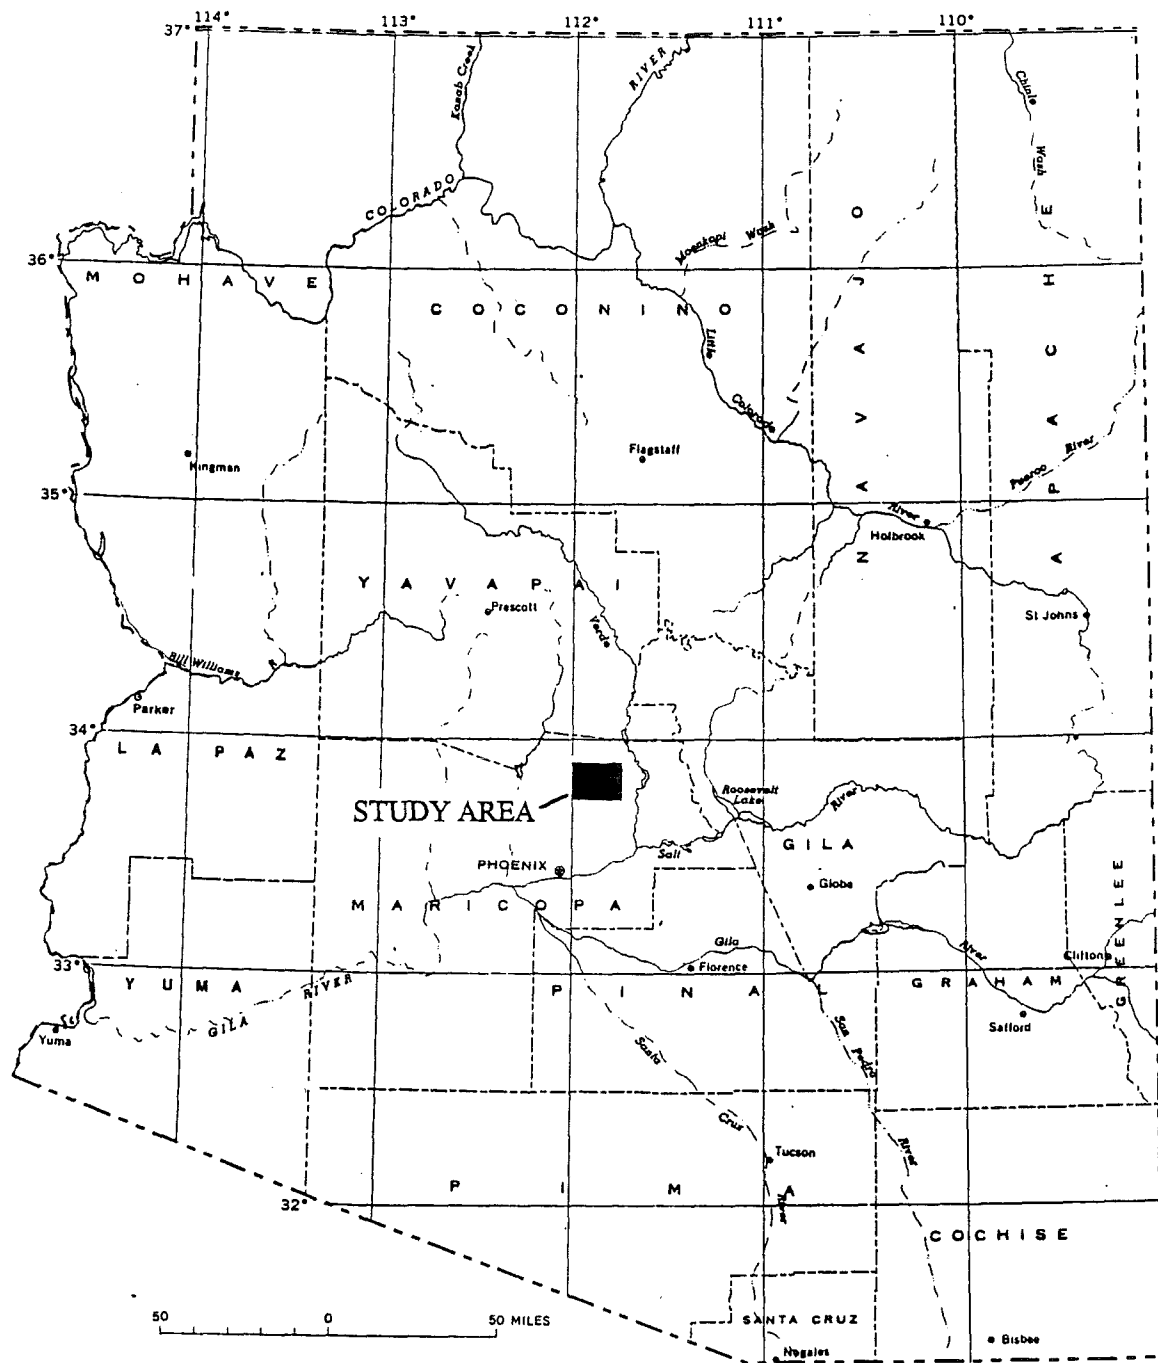 114° 113° 112° 111° 110°
37°
Kanab Creek
RIVER
Chinle
Wash
COLORADO
Moenkopi Wash
36°
MOHAVE
COCONINO
NAVAJO
APACHE
Little
Colorado
River
Kingman
Flagstaff
River
35°
Holbrook
YAVAPAI
Prescott
Verde
St Johns
Bill Williams
R
Parker
34°
LA PAZ
STUDY AREA
Roosevelt
Lake
River
Salt
GILA
PHOENIX
Globe
MARICOPA
GREENLEE
Gila
River
Clifton
33°
Florence
YUMA
RIVER
PINAL
GRAHAM
GILA
Safford
Yuma
Santa
San Pedro
Cruz
River
Tucson
PIMA
River
32°
COCHISE
50 0 50 MILES
SANTA CRUZ
Bisbee
Nogales